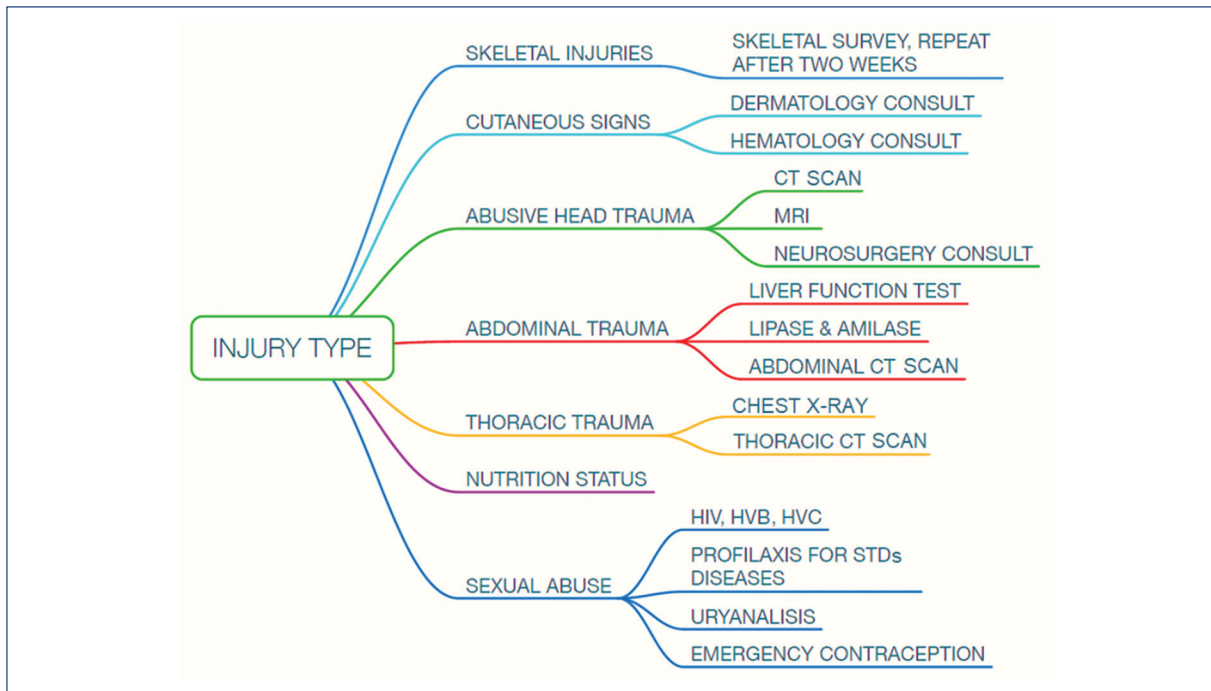 SKELETAL INJURIES
SKELETAL SURVEY, REPEAT
AFTER TWO WEEKS
CUTANEOUS SIGNS
DERMATOLOGY CONSULT
HEMATOLOGY CONSULT
ABUSIVE HEAD TRAUMA
CT SCAN
MRI
NEUROSURGERY CONSULT
INJURY TYPE
ABDOMINAL TRAUMA
LIVER FUNCTION TEST
LIPASE & AMILASE
ABDOMINAL CT SCAN
THORACIC TRAUMA
CHEST X-RAY
THORACIC CT SCAN
NUTRITION STATUS
SEXUAL ABUSE
HIV, HVB, HVC
PROFILAXIS FOR STDs
DISEASES
URYANALISIS
EMERGENCY CONTRACEPTION